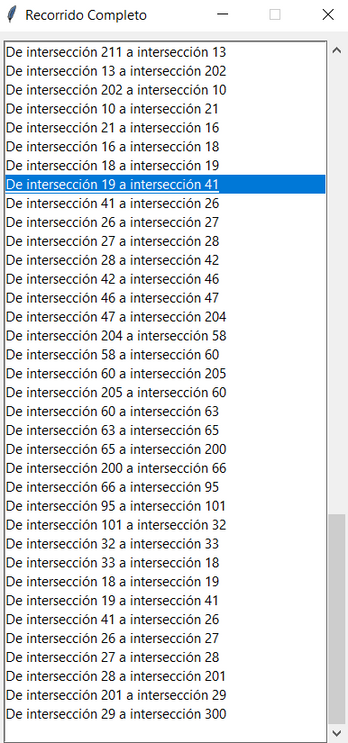 Recorrido Completo
De intersección 211 a intersección 13
De intersección 13 a intersección 202
De intersección 202 a intersección 10
De intersección 10 a intersección 21
De intersección 21 a intersección 16
De intersección 16 a intersección 18
De intersección 18 a intersección 19
De intersección 19 a intersección 41
De intersección 41 a intersección 26
De intersección 26 a intersección 27
De intersección 27 a intersección 28
De intersección 28 a intersección 42
De intersección 42 a intersección 46
De intersección 46 a intersección 47
De intersección 47 a intersección 204
De intersección 204 a intersección 58
De intersección 58 a intersección 60
De intersección 60 a intersección 205
De intersección 205 a intersección 60
De intersección 60 a intersección 63
De intersección 63 a intersección 65
De intersección 65 a intersección 200
De intersección 200 a intersección 66
De intersección 66 a intersección 95
De intersección 95 a intersección 101
De intersección 101 a intersección 32
De intersección 32 a intersección 33
De intersección 33 a intersección 18
De intersección 18 a intersección 19
De intersección 19 a intersección 41
De intersección 41 a intersección 26
De intersección 26 a intersección 27
De intersección 27 a intersección 28
De intersección 28 a intersección 201
De intersección 201 a intersección 29
De intersección 29 a intersección 300